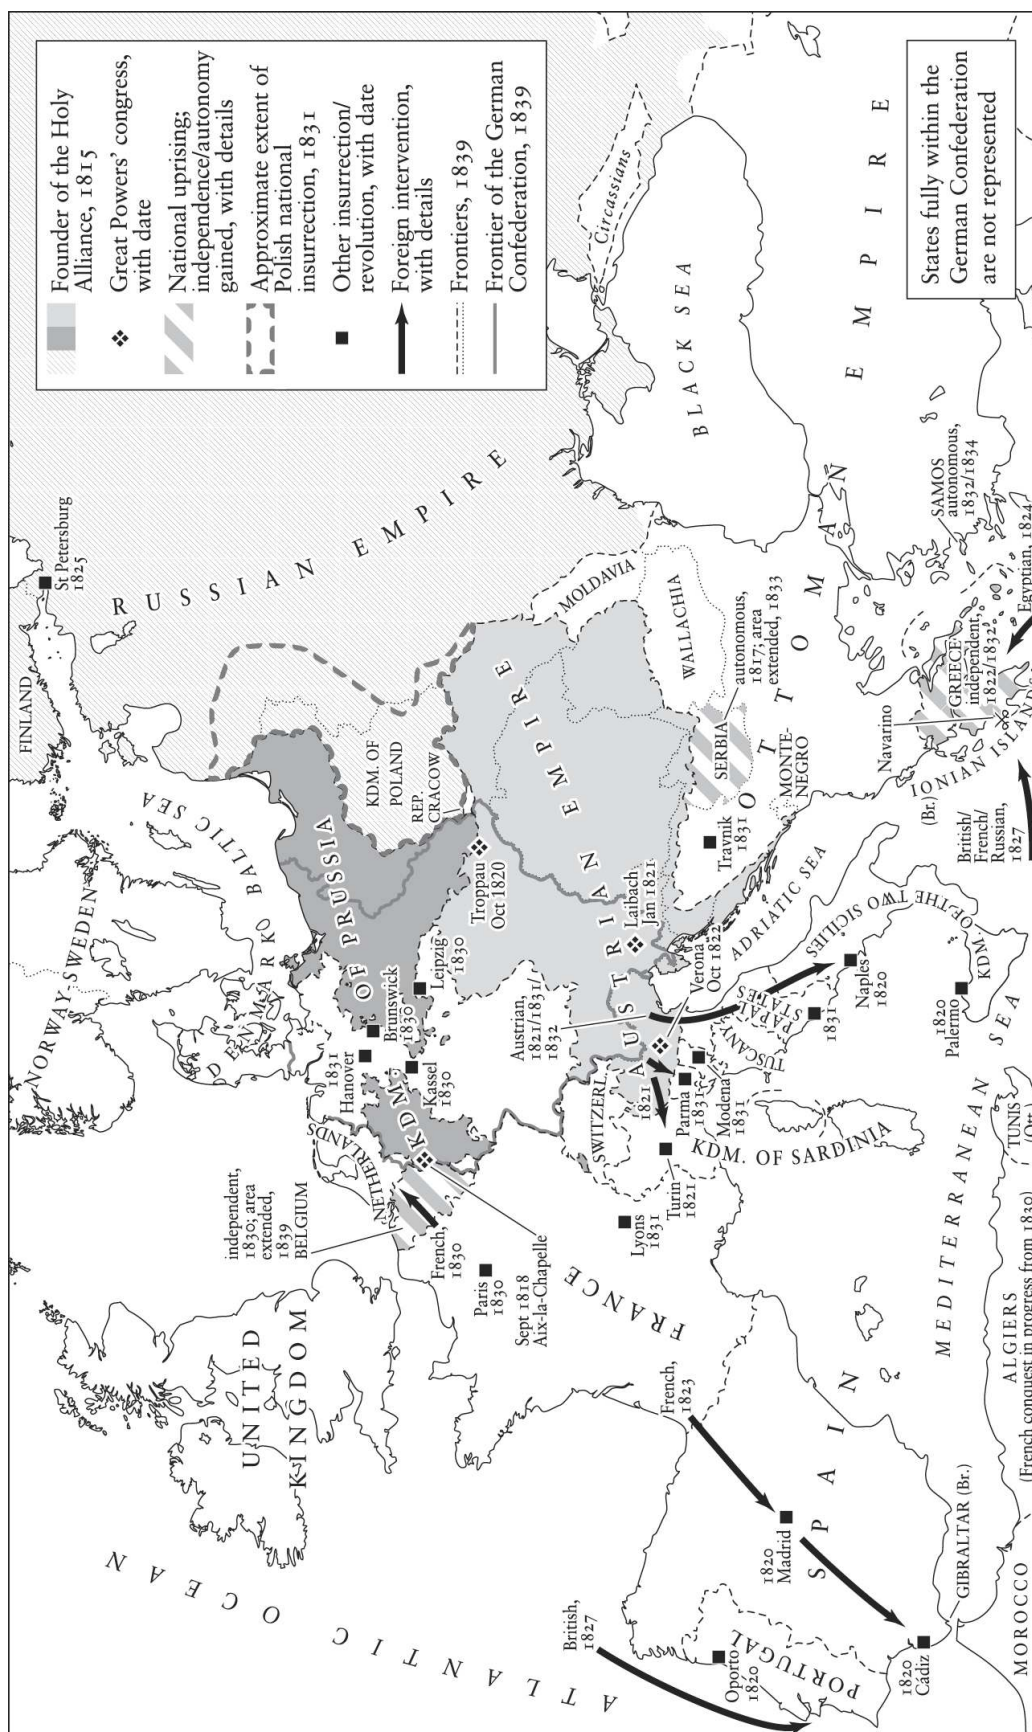 Founder of the Holy
Alliance, 1815
Great Powers' congress,
with date
National uprising;
independence/autonomy
gained, with details
Approximate extent of
Polish national
insurrection, 1831
Other insurrection/
revolution, with date
Foreign intervention,
with details
Frontiers, 1839
Frontier of the German
Confederation, 1839
States fully within the
German Confederation
are not represented
ATLANTIC OCEAN
UNITED
KINGDOM
NORWAY-SWEDEN
FINLAND
St Petersburg
1825
RUSSIAN EMPIRE
BALTIC SEA
DENMARK
independent,
1830; area
extended,
1839
BELGIUM
NETHERLANDS
1831
Hanover
Brunswick
1830
Kassel
1830
Leipzig
1830
KDM. OF PRUSSIA
KDM. OF
POLAND
REP.
CRACOW
French,
1830
Paris
1830
Sept 1818
Aix-la-Chapelle
FRANCE
Troppau
Oct 1820
Austrian,
1821/1831/
1832
AUSTRIAN EMPIRE
Laibach
Jan 1821
Verona
Oct 1822
SWITZERL.
1821
Lyons
1831
Turin
1821
Parma
1831
Modena
1831
TUSCANY
PAPAL
STATES
1831
KDM. OF SARDINIA
Naples
1820
KDM. OF THE TWO SICILIES
1820
Palermo
ADRIATIC SEA
Travnik
1831
SERBIA
autonomous,
1817; area
extended, 1833
MONTE-
NEGRO
MOLDAVIA
WALLACHIA
BLACK SEA
Circassians
OTTOMAN EMPIRE
Navarino
GREECE
independent,
1822/1832
SAMOS
autonomous,
1832/1834
Egyptian, 1824
IONIAN ISLANDS
(Br.)
British/
French/
Russian,
1827
French,
1823
1820
Madrid
SPAIN
British,
1827
Oporto
1820
PORTUGAL
1820
Cádiz
GIBRALTAR (Br.)
MOROCCO
MEDITERRANEAN SEA
ALGIERS
(French conquest in progress from 1830)
TUNIS
(Ott.)